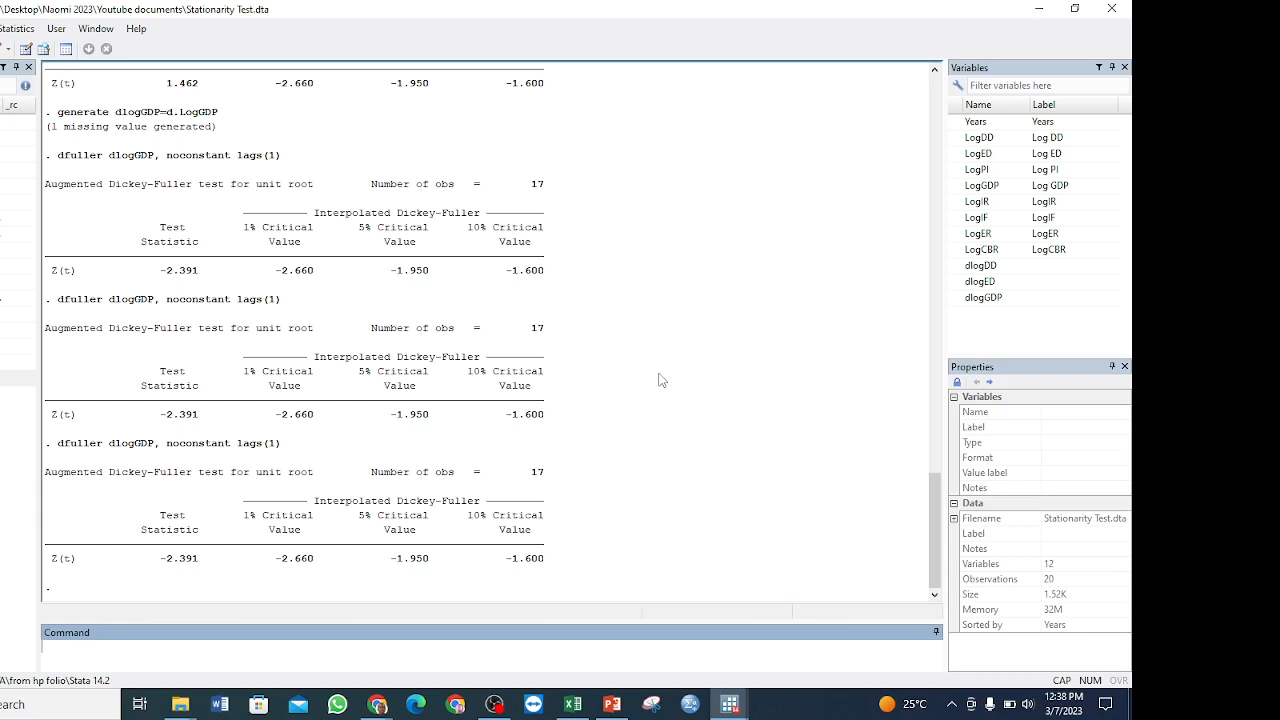 \Desktop\Naomi 2023\Youtube documents\Stationarity Test.dta
Statistics User Window Help
_rc
Z(t) 1.462 -2.660 -1.950 -1.600
. generate dlogGDP=d.LogGDP
(1 missing value generated)
. dfuller dlogGDP, noconstant lags(1)
Augmented Dickey-Fuller test for unit root Number of obs = 17
Interpolated Dickey-Fuller
Test 1% Critical 5% Critical 10% Critical
Statistic Value Value Value
Z(t) -2.391 -2.660 -1.950 -1.600
. dfuller dlogGDP, noconstant lags(1)
Augmented Dickey-Fuller test for unit root Number of obs = 17
Interpolated Dickey-Fuller
Test 1% Critical 5% Critical 10% Critical
Statistic Value Value Value
Z(t) -2.391 -2.660 -1.950 -1.600
. dfuller dlogGDP, noconstant lags(1)
Augmented Dickey-Fuller test for unit root Number of obs = 17
Interpolated Dickey-Fuller
Test 1% Critical 5% Critical 10% Critical
Statistic Value Value Value
Z(t) -2.391 -2.660 -1.950 -1.600
.
Command
Variables
Filter variables here
Name Label
Years Years
LogDD Log DD
LogED Log ED
LogPI Log PI
LogGDP Log GDP
LogIR LogIR
LogIF LogIF
LogER LogER
LogCBR LogCBR
dlogDD
dlogED
dlogGDP
Properties
Variables
Name
Label
Type
Format
Value label
Notes
Data
Filename Stationarity Test.dta
Label
Notes
Variables 12
Observations 20
Size 1.52K
Memory 32M
Sorted by Years
A\from hp folio\Stata 14.2
CAP NUM OVR
earch
25°C
12:38 PM
3/7/2023